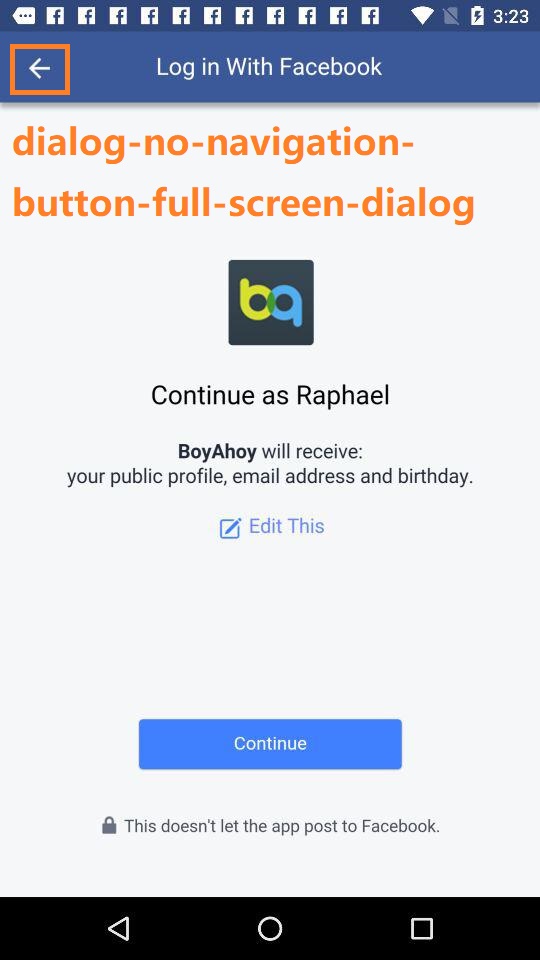 3:23
Log in With Facebook
dialog-no-navigation-
button-full-screen-dialog
bq
Continue as Raphael
BoyAhoy will receive:
your public profile, email address and birthday.
Edit This
Continue
This doesn't let the app post to Facebook.